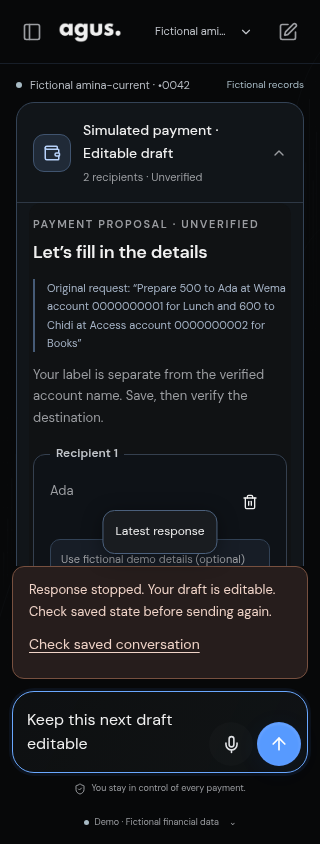 agus.
Fictional ami...
Fictional amina-current · •0042
Fictional records
Simulated payment ·
Editable draft
2 recipients · Unverified
PAYMENT PROPOSAL · UNVERIFIED
Let’s fill in the details
Original request: “Prepare 500 to Ada at Wema
account 0000000001 for Lunch and 600 to
Chidi at Access account 0000000002 for
Books”
Your label is separate from the verified
account name. Save, then verify the
destination.
Recipient 1
Ada
Latest response
Use fictional demo details (optional)
Response stopped. Your draft is editable.
Check saved state before sending again.
Check saved conversation
Keep this next draft
editable
You stay in control of every payment.
Demo · Fictional financial data